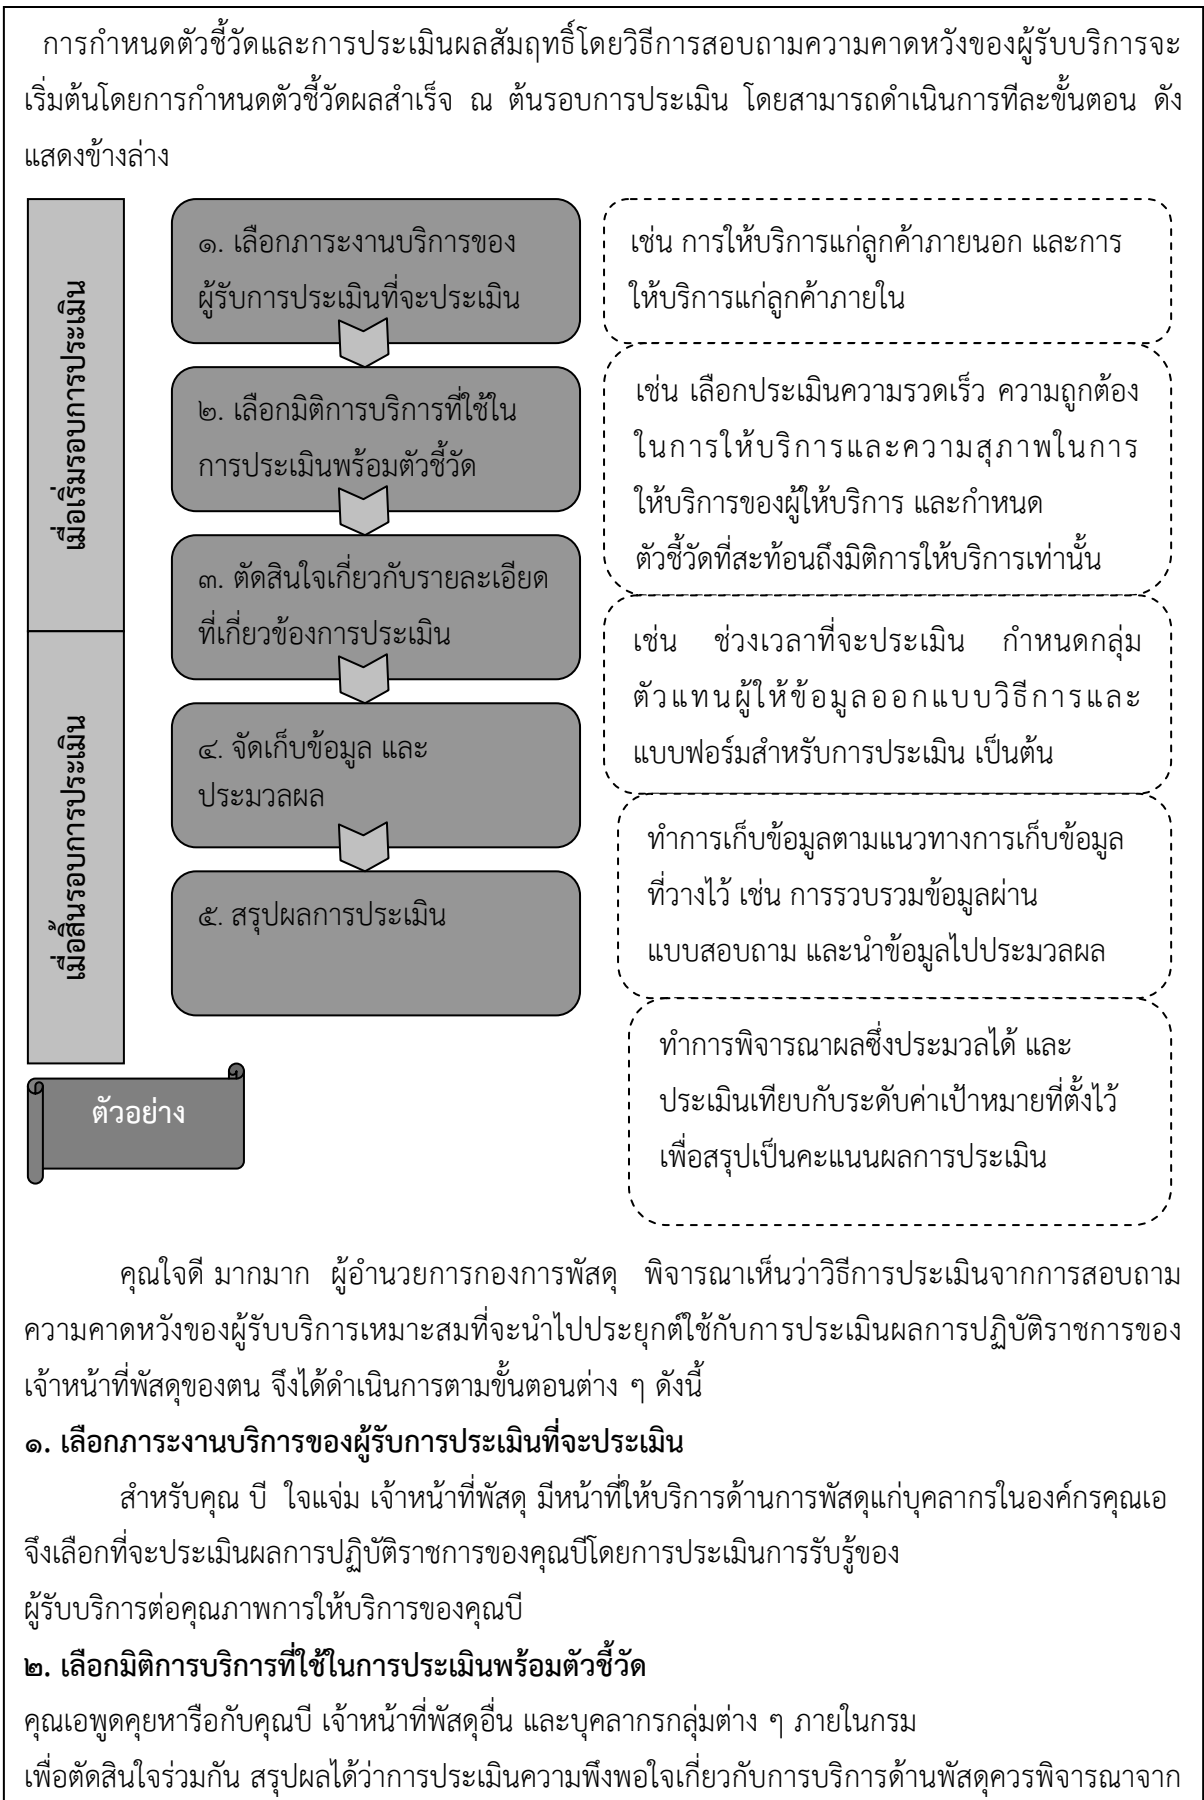 การกำหนดตัวชี้วัดและการประเมินผลสัมฤทธิ์โดยวิธีการสอบถามความคาดหวังของผู้รับบริการจะ
เริ่มต้นโดยการกำหนดตัวชี้วัดผลสำเร็จ ณ ต้นรอบการประเมิน โดยสามารถดำเนินการทีละขั้นตอน ดัง
แสดงข้างล่าง
เมื่อเริ่มรอบการประเมิน
๑. เลือกภาระงานบริการของ
ผู้รับการประเมินที่จะประเมิน
เช่น การให้บริการแก่ลูกค้าภายนอก และการ
ให้บริการแก่ลูกค้าภายใน
๒. เลือกมิติการบริการที่ใช้ใน
การประเมินพร้อมตัวชี้วัด
เช่น เลือกประเมินความรวดเร็ว ความถูกต้อง
ในการให้บริการและความสุภาพในการ
ให้บริการของผู้ให้บริการ และกำหนด
ตัวชี้วัดที่สะท้อนถึงมิติการให้บริการเท่านั้น
๓. ตัดสินใจเกี่ยวกับรายละเอียด
ที่เกี่ยวข้องการประเมิน
เช่น ช่วงเวลาที่จะประเมิน กำหนดกลุ่ม
ตัวแทนผู้ให้ข้อมูลออกแบบวิธีการและ
แบบฟอร์มสำหรับการประเมิน เป็นต้น
เมื่อสิ้นรอบการประเมิน
๔. จัดเก็บข้อมูล และ
ประมวลผล
ทำการเก็บข้อมูลตามแนวทางการเก็บข้อมูล
ที่วางไว้ เช่น การรวบรวมข้อมูลผ่าน
แบบสอบถาม และนำข้อมูลไปประมวลผล
๕. สรุปผลการประเมิน
ทำการพิจารณาผลซึ่งประมวลได้ และ
ประเมินเทียบกับระดับค่าเป้าหมายที่ตั้งไว้
เพื่อสรุปเป็นคะแนนผลการประเมิน
ตัวอย่าง
คุณใจดี มากมาก ผู้อำนวยการกองการพัสดุ พิจารณาเห็นว่าวิธีการประเมินจากการสอบถาม
ความคาดหวังของผู้รับบริการเหมาะสมที่จะนำไปประยุกต์ใช้กับการประเมินผลการปฏิบัติราชการของ
เจ้าหน้าที่พัสดุของตน จึงได้ดำเนินการตามขั้นตอนต่าง ๆ ดังนี้
๑. เลือกภาระงานบริการของผู้รับการประเมินที่จะประเมิน
สำหรับคุณ บี ใจแจ่ม เจ้าหน้าที่พัสดุ มีหน้าที่ให้บริการด้านการพัสดุแก่บุคลากรในองค์กรคุณเอ
จึงเลือกที่จะประเมินผลการปฏิบัติราชการของคุณบีโดยการประเมินการรับรู้ของ
ผู้รับบริการต่อคุณภาพการให้บริการของคุณบี
๒. เลือกมิติการบริการที่ใช้ในการประเมินพร้อมตัวชี้วัด
คุณเอพูดคุยหารือกับคุณบี เจ้าหน้าที่พัสดุอื่น และบุคลากรกลุ่มต่าง ๆ ภายในกรม
เพื่อตัดสินใจร่วมกัน สรุปผลได้ว่าการประเมินความพึงพอใจเกี่ยวกับการบริการด้านพัสดุควรพิจารณาจาก